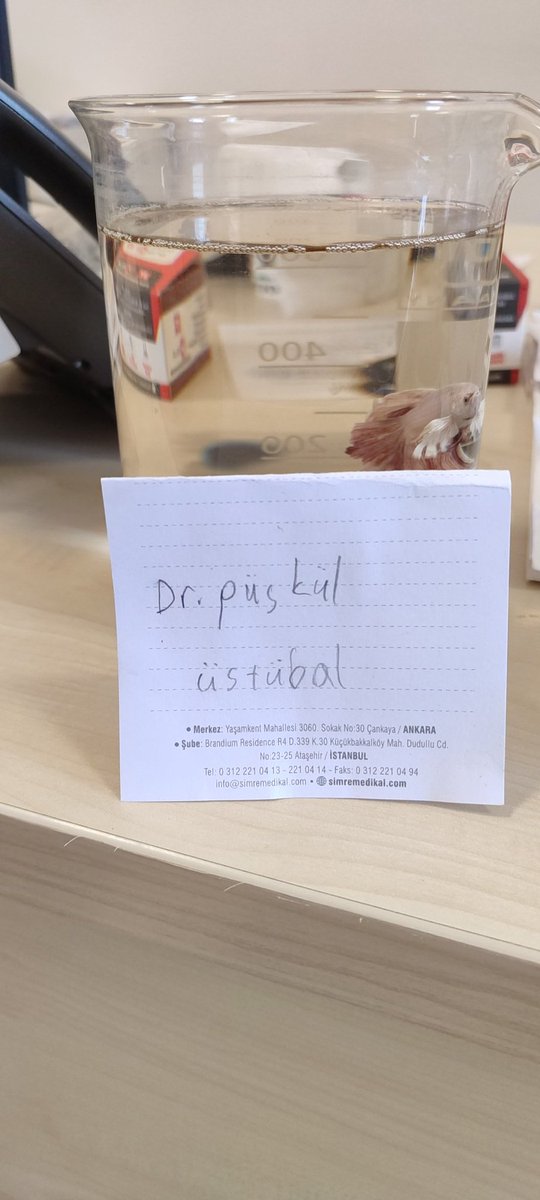 400
200
Dr. püskül
üstübal
• Merkez: Yaşamkent Mahallesi 3060. Sokak No:30 Çankaya / ANKARA
• Şube: Brandium Residence R4 D.339 K.30 Küçükbakkalköy Mah. Dudullu Cd.
No:23-25 Ataşehir / İSTANBUL
Tel: 0 312 221 04 13 - 221 04 14 - Faks: 0 312 221 04 94
info@simremedikal.com • simremedikal.com